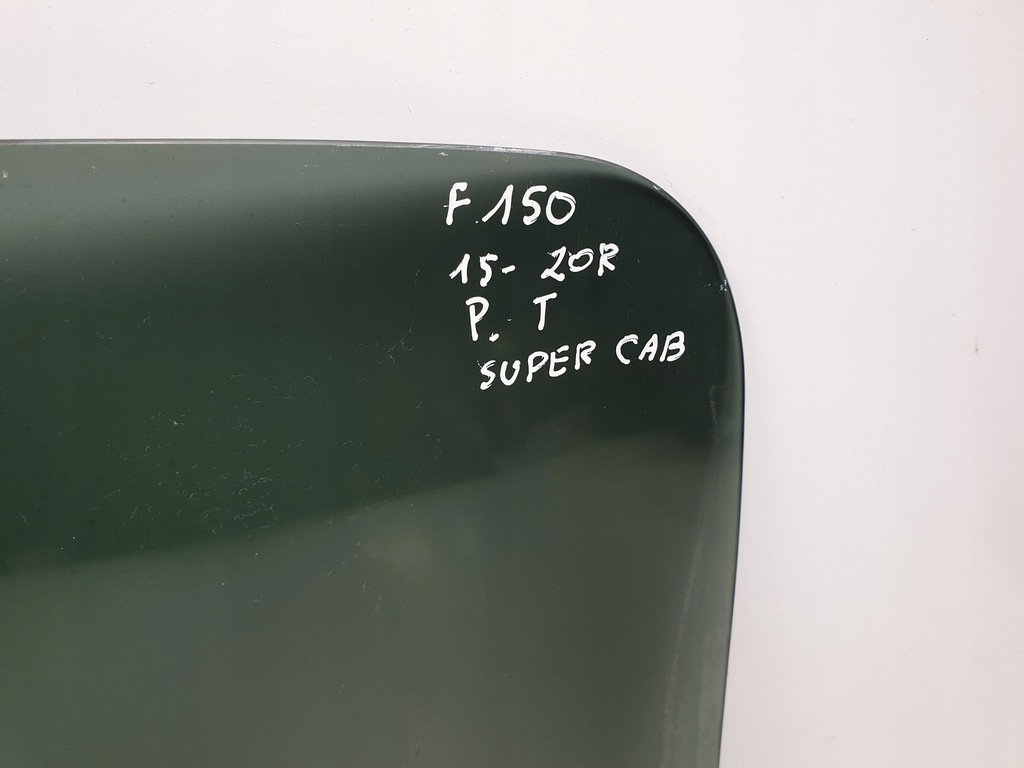 F.150
15- 20R
P. T
SUPER CAB